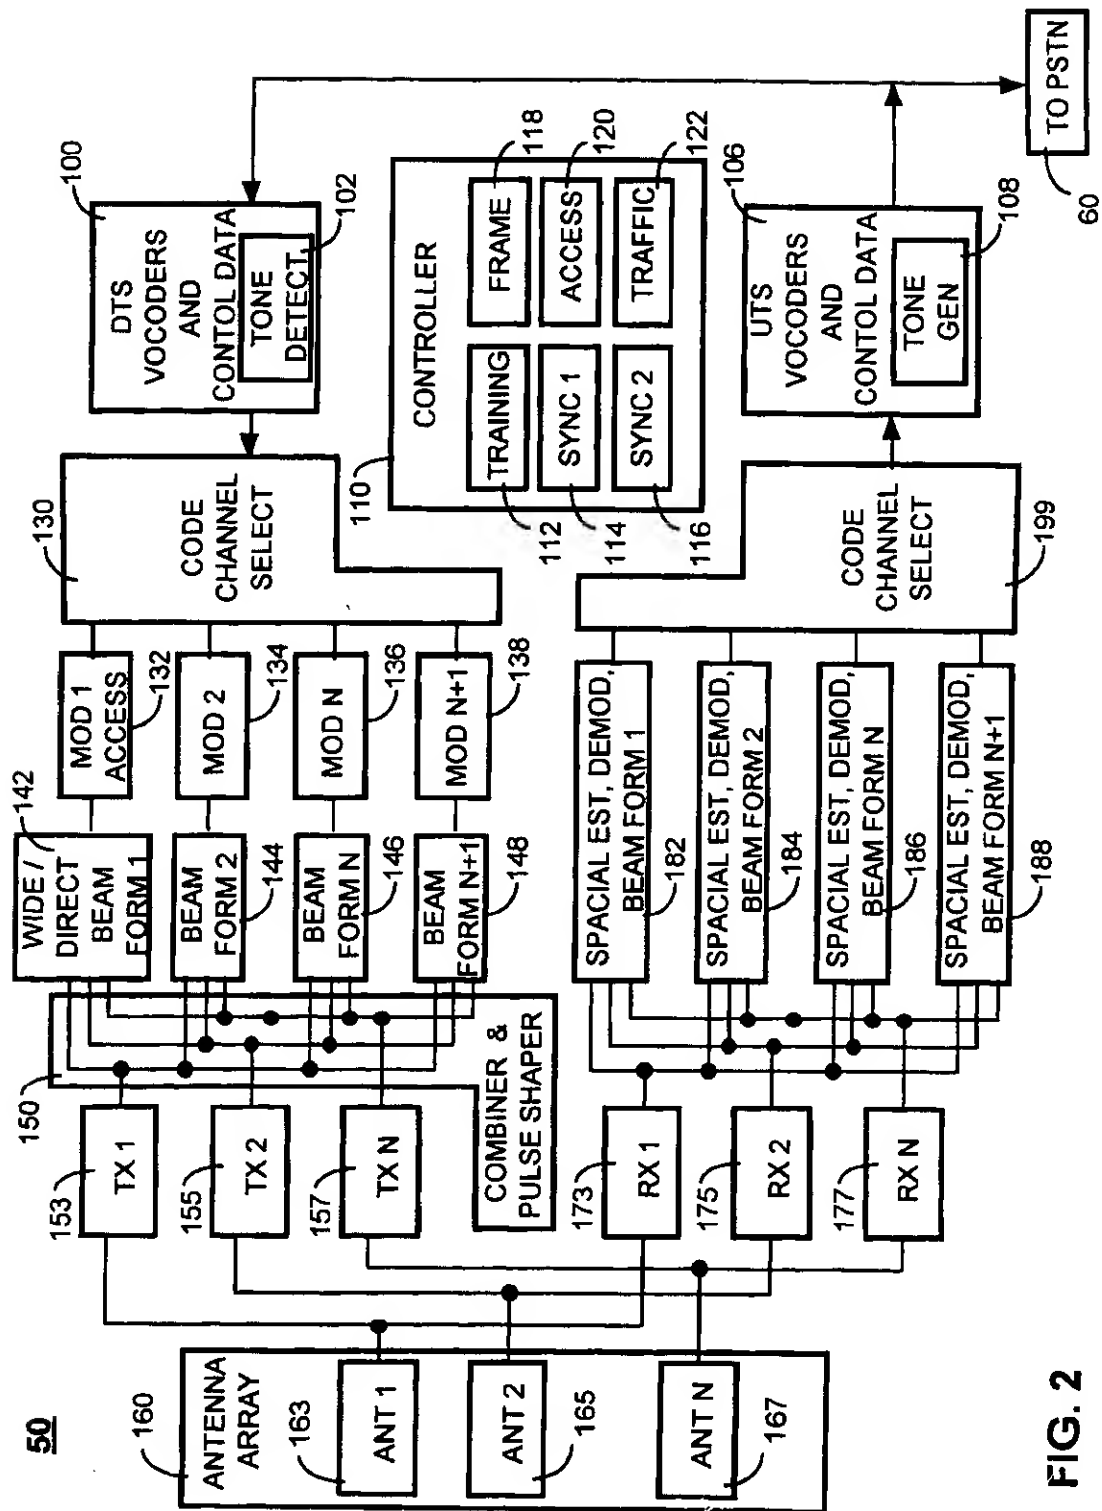 50
160
ANTENNA
ARRAY
163
ANT 1
ANT 2
165
ANT N
167
153
TX 1
155
TX 2
157
TX N
150
COMBINER &
PULSE SHAPER
173
RX 1
175
RX 2
177
RX N
142
WIDE /
DIRECT
BEAM
FORM 1
BEAM
FORM 2
144
BEAM
FORM N
146
BEAM
FORM N+1
148
MOD 1
ACCESS
132
MOD 2
134
MOD N
136
MOD N+1
138
SPACIAL EST, DEMOD,
BEAM FORM 1
182
SPACIAL EST, DEMOD,
BEAM FORM 2
184
SPACIAL EST, DEMOD,
BEAM FORM N
186
SPACIAL EST, DEMOD,
BEAM FORM N+1
188
130
CODE
CHANNEL
SELECT
CODE
CHANNEL
SELECT
199
100
DTS
VOCODERS
AND
CONTOL DATA
TONE
DETECT
102
110
CONTROLLER
TRAINING
112
SYNC 1
114
SYNC 2
116
FRAME
118
ACCESS
120
TRAFFIC
122
106
UTS
VOCODERS
AND
CONTOL DATA
TONE
GEN
108
TO PSTN
60
FIG. 2